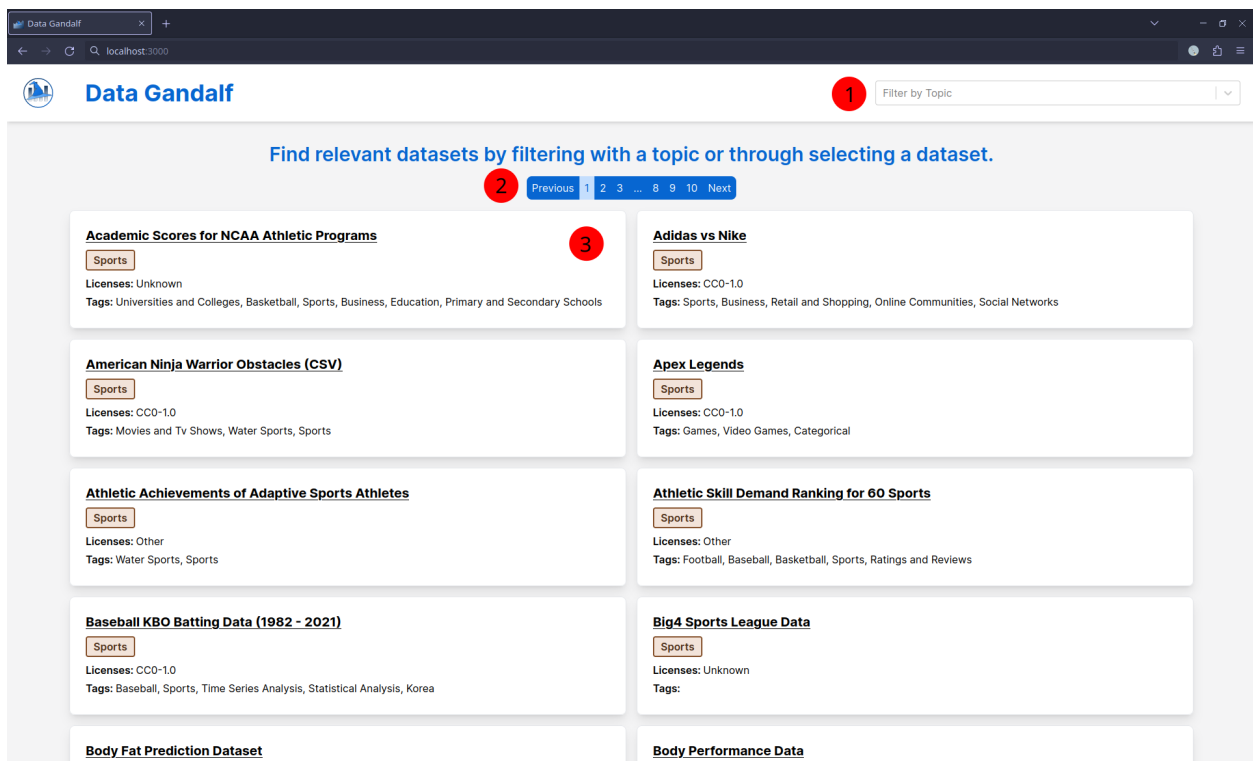 Data Gandalf
localhost:3000
Data Gandalf
1
Filter by Topic
Find relevant datasets by filtering with a topic or through selecting a dataset.
2
Previous 1 2 3 ... 8 9 10 Next
Academic Scores for NCAA Athletic Programs
3
Sports
Licenses: Unknown
Tags: Universities and Colleges, Basketball, Sports, Business, Education, Primary and Secondary Schools
Adidas vs Nike
Sports
Licenses: CC0-1.0
Tags: Sports, Business, Retail and Shopping, Online Communities, Social Networks
American Ninja Warrior Obstacles (CSV)
Sports
Licenses: CC0-1.0
Tags: Movies and Tv Shows, Water Sports, Sports
Apex Legends
Sports
Licenses: CC0-1.0
Tags: Games, Video Games, Categorical
Athletic Achievements of Adaptive Sports Athletes
Sports
Licenses: Other
Tags: Water Sports, Sports
Athletic Skill Demand Ranking for 60 Sports
Sports
Licenses: Other
Tags: Football, Baseball, Basketball, Sports, Ratings and Reviews
Baseball KBO Batting Data (1982 - 2021)
Sports
Licenses: CC0-1.0
Tags: Baseball, Sports, Time Series Analysis, Statistical Analysis, Korea
Big4 Sports League Data
Sports
Licenses: Unknown
Tags:
Body Fat Prediction Dataset
Body Performance Data